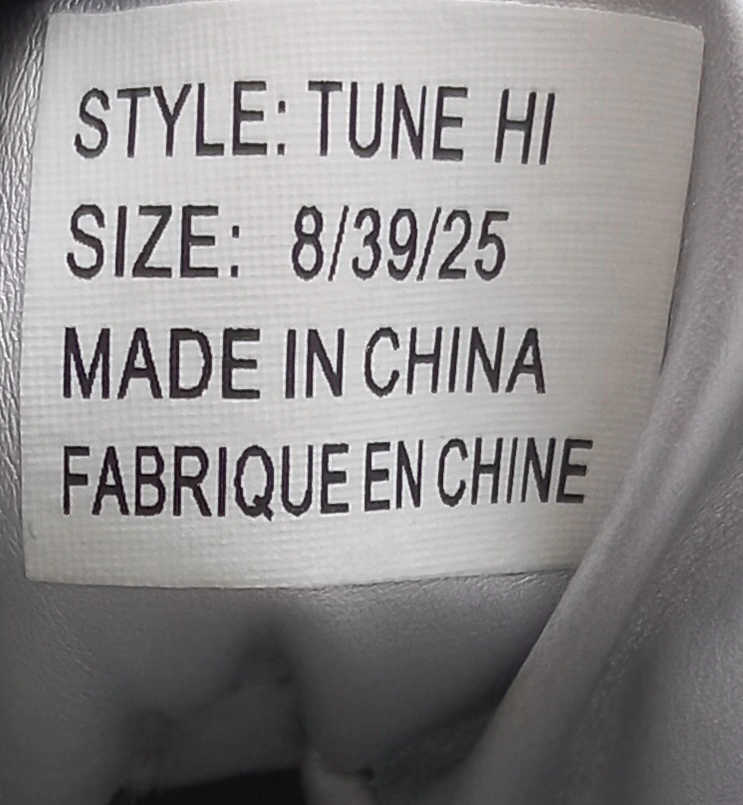 STYLE: TUNE HI
SIZE: 8/39/25
MADE IN CHINA
FABRIQUE EN CHINE